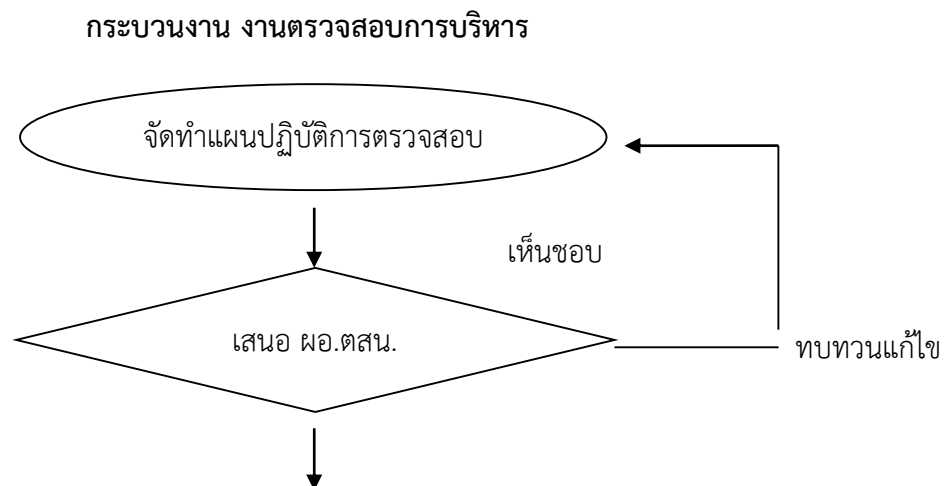 กระบวนงาน งานตรวจสอบการบริหาร
จัดทำแผนปฏิบัติการตรวจสอบ
เห็นชอบ
เสนอ ผอ.ตสน.
ทบทวนแก้ไข